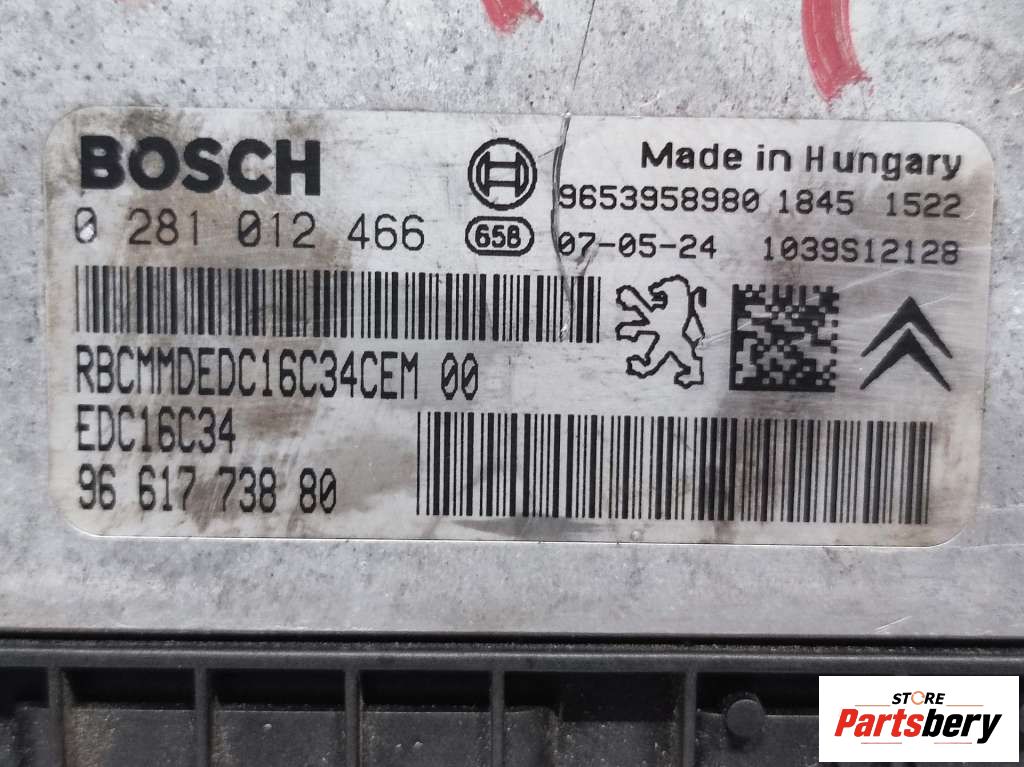 BOSCH
0 281 012 466
658
Made in Hungary
9653958980 1845 1522
07-05-24 1039S12128
RBCMMDEDC16C34CEM 00
EDC16C34
96 617 738 80
STORE
Partsbery